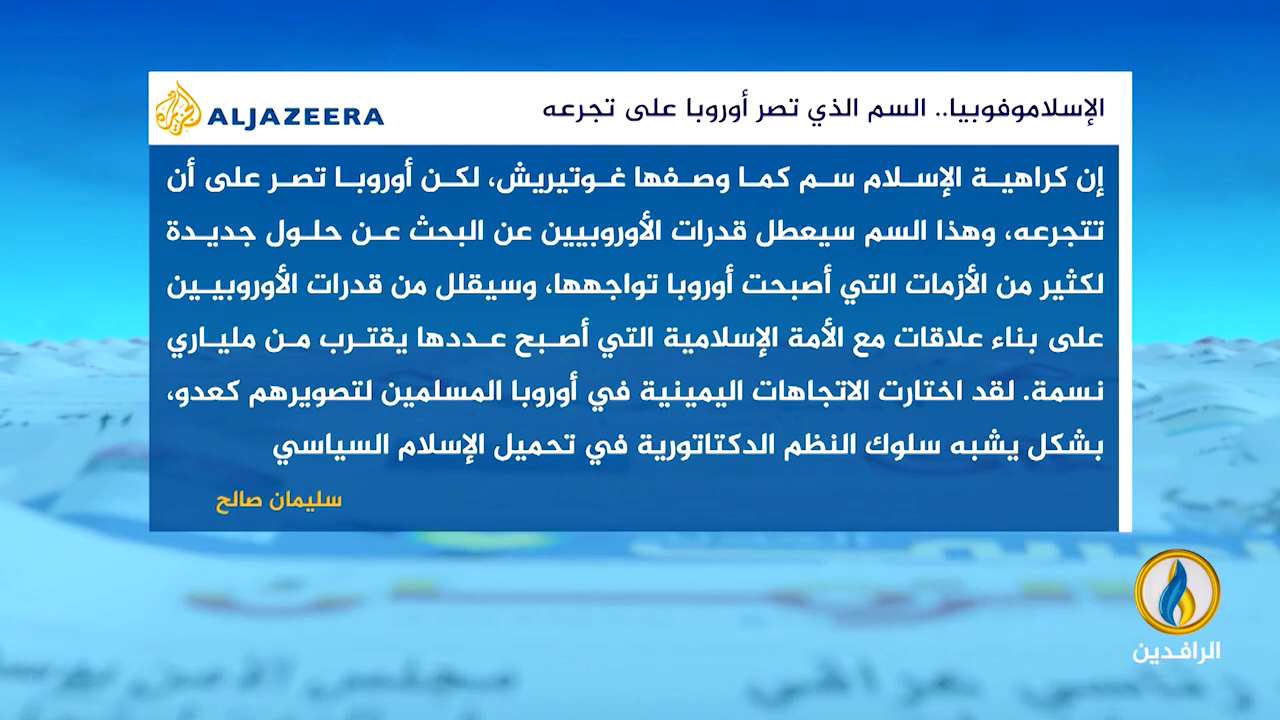 الإسلاموفوبيا.. السم الذي تصر أوروبا على تجرعه
ALJAZEERA
إن كراهية الإسلام سم كما وصفها غوتيريش، لكن أوروبا تصر على أن
تتجرعه، وهذا السم سيعطل قدرات الأوروبيين عن البحث عن حلول جديدة
لكثير من الأزمات التي أصبحت أوروبا تواجهها، وسيقلل من قدرات الأوروبيين
على بناء علاقات مع الأمة الإسلامية التي أصبح عددها يقترب من ملياري
نسمة. لقد اختارت الاتجاهات اليمينية في أوروبا المسلمين لتصويرهم كعدو،
بشكل يشبه سلوك النظم الدكتاتورية في تحميل الإسلام السياسي
سليمان صالح
الرافدين
مجلس الأمن